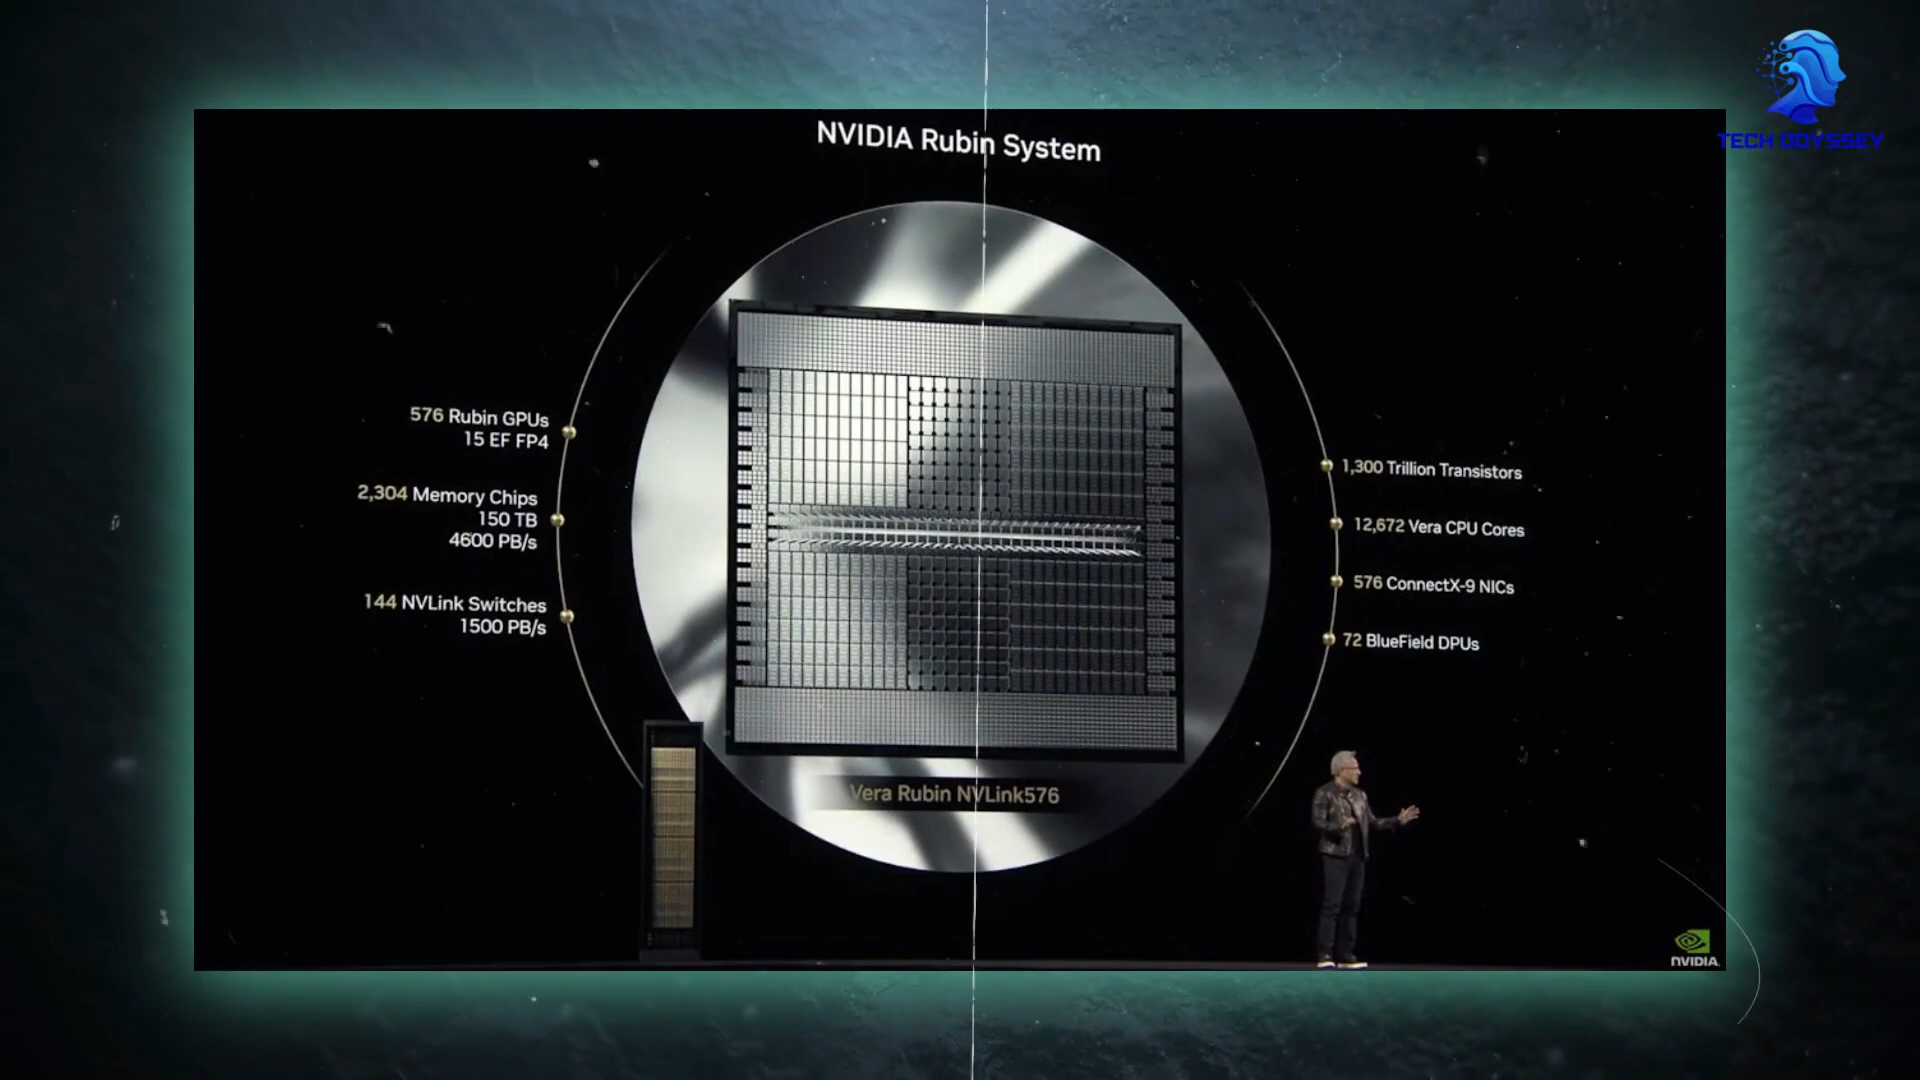 TECH ODYSSEY
NVIDIA Rubin System
576 Rubin GPUs
15 EF FP4
2,304 Memory Chips
150 TB
4600 PB/s
144 NVLink Switches
1500 PB/s
1,300 Trillion Transistors
12,672 Vera CPU Cores
576 ConnectX-9 NICs
72 BlueField DPUs
Vera Rubin NVLink576
NVIDIA.